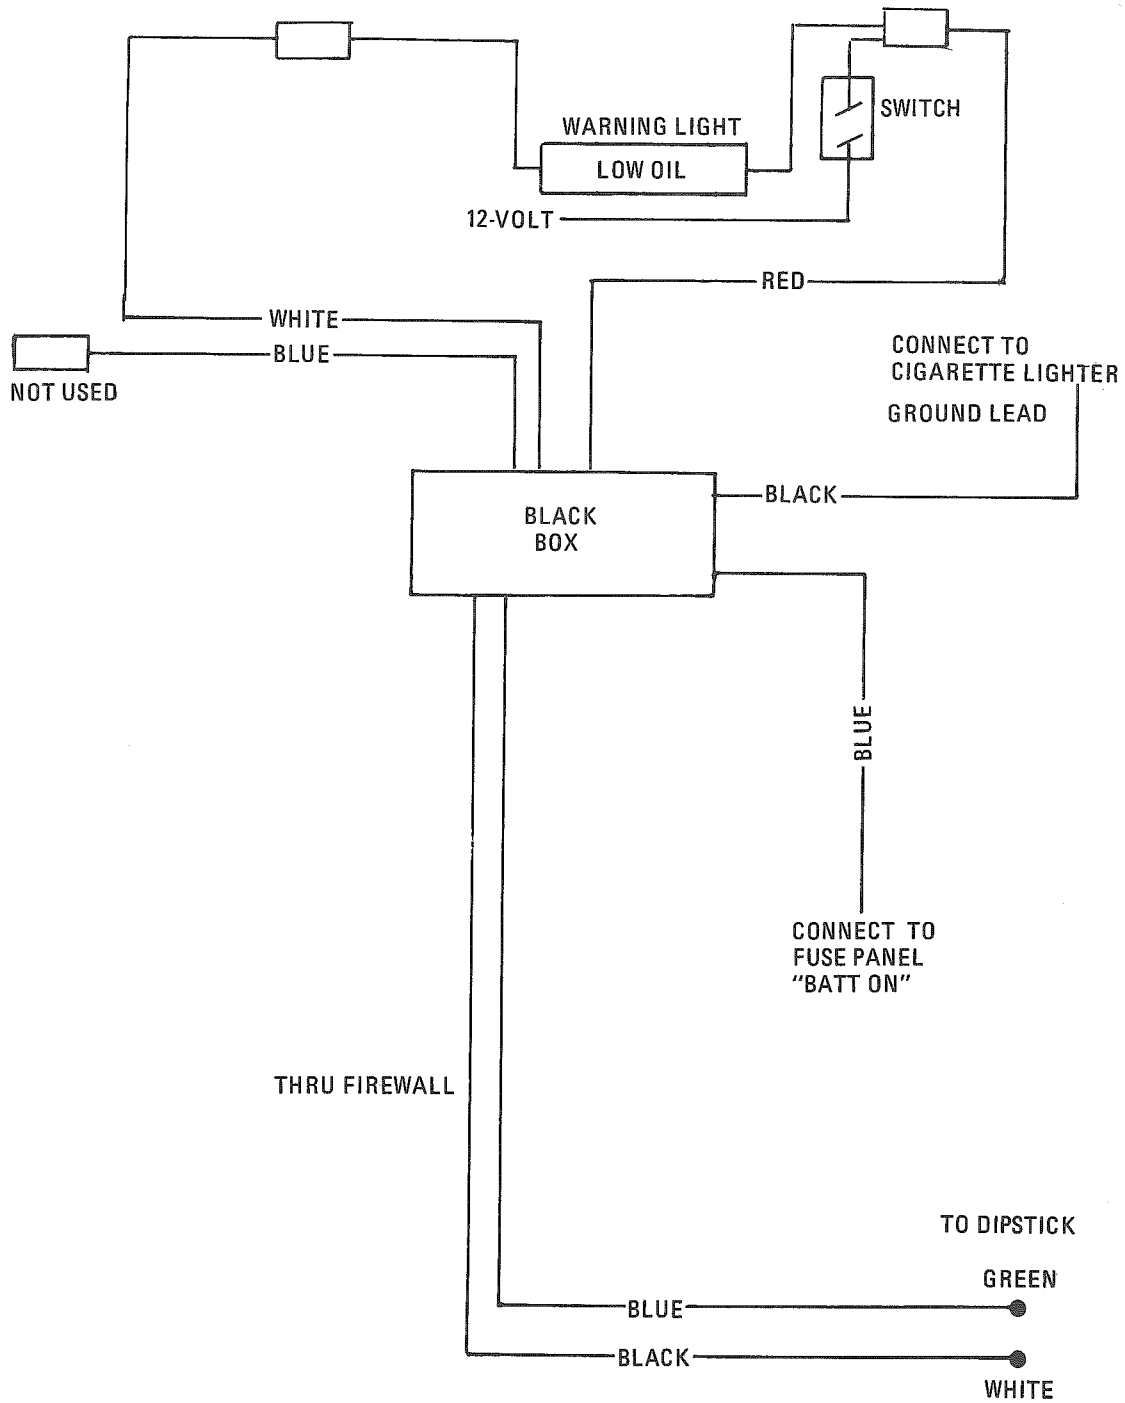 SWITCH
WARNING LIGHT
LOW OIL
12-VOLT
RED
WHITE
BLUE
NOT USED
CONNECT TO
CIGARETTE LIGHTER
GROUND LEAD
BLACK
BLACK
BOX
BLUE
CONNECT TO
FUSE PANEL
"BATT ON"
THRU FIREWALL
TO DIPSTICK
GREEN
BLUE
BLACK
WHITE